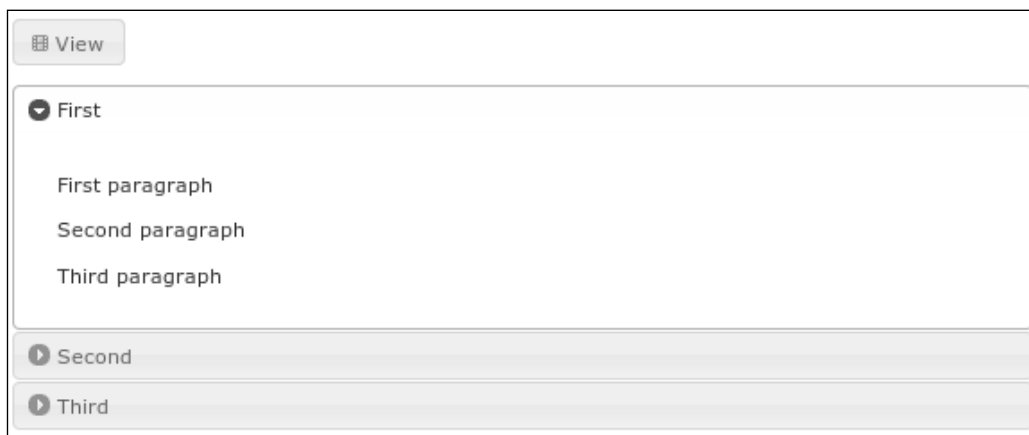 View
First
First paragraph
Second paragraph
Third paragraph
Second
Third